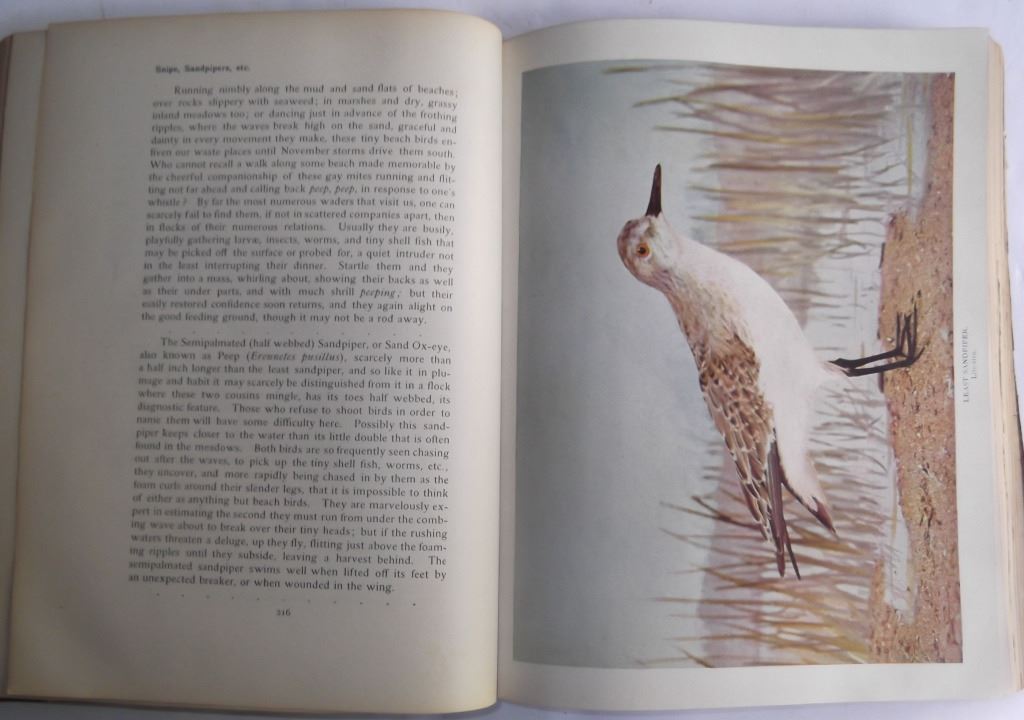 Snipe, Sandpipers, etc.
Running nimbly along the mud and sand flats of beaches;
over rocks slippery with seaweed; in marshes and dry, grassy
inland meadows too; or dancing just in advance of the frothing
ripples, where the waves break high on the sand, graceful and
dainty in every movement they make, these tiny beach birds en-
liven our waste places until November storms drive them south.
Who cannot recall a walk along some beach made memorable by
the cheerful companionship of these gay mites running and flit-
ting not far ahead and calling back peep, peep, in response to one's
whistle? By far the most numerous waders that visit us, one can
scarcely fail to find them, if not in scattered companies apart, then
in flocks of their numerous relations. Usually they are busily,
playfully gathering larvæ, insects, worms, and tiny shell fish that
may be picked off the surface or probed for, a quiet intruder not
in the least interrupting their dinner. Startle them and they
gather into a mass, whirling about, showing their backs as well
as their under parts, and with much shrill peeping; but their
easily restored confidence soon returns, and they again alight on
the good feeding ground, though it may not be a rod away.
The Semipalmated (half webbed) Sandpiper, or Sand Ox-eye,
also known as Peep (Ereunetes pusillus), scarcely more than
a half inch longer than the least sandpiper, and so like it in plu-
mage and habit it may scarcely be distinguished from it in a flock
where these two cousins mingle, has its toes half webbed, its
diagnostic feature. Those who refuse to shoot birds in order to
name them will have some difficulty here. Possibly this sand-
piper keeps closer to the water than its little double that is often
found in the meadows. Both birds are so frequently seen chasing
out after the waves, to pick up the tiny shell fish, worms, etc.,
they uncover, and more rapidly being chased in by them as the
foam curls around their slender legs, that it is impossible to think
of either as anything but beach birds. They are marvelously ex-
pert in estimating the second they must run from under the comb-
ing wave about to break over their tiny heads; but if the rushing
waters threaten a deluge, up they fly, flitting just above the foam-
ing ripples until they subside, leaving a harvest behind. The
semipalmated sandpiper swims well when lifted off its feet by
an unexpected breaker, or when wounded in the wing.
216
LEAST SANDPIPER.